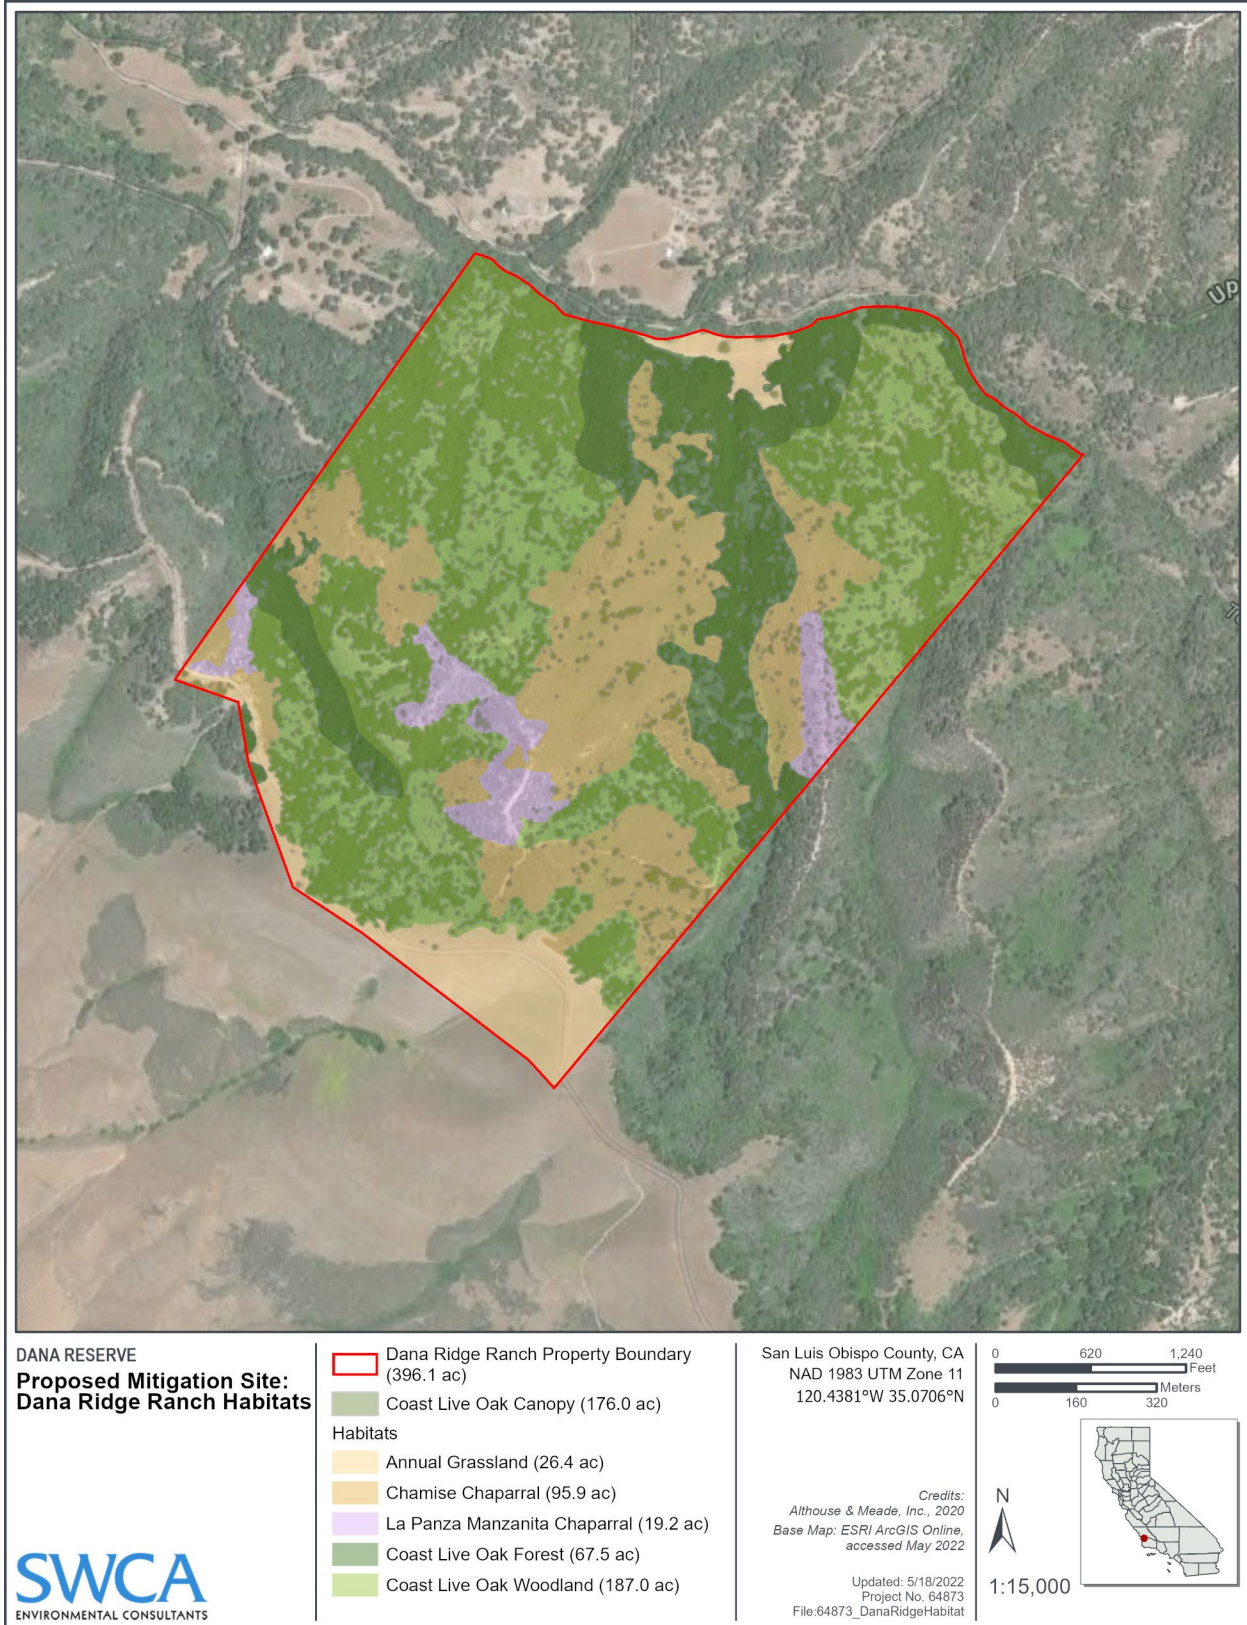 Up
DANA RESERVE
Proposed Mitigation Site:
Dana Ridge Ranch Habitats
SWCA
ENVIRONMENTAL CONSULTANTS
Dana Ridge Ranch Property Boundary
(396.1 ac)
Coast Live Oak Canopy (176.0 ac)
Habitats
Annual Grassland (26.4 ac)
Chamise Chaparral (95.9 ac)
La Panza Manzanita Chaparral (19.2 ac)
Coast Live Oak Forest (67.5 ac)
Coast Live Oak Woodland (187.0 ac)
San Luis Obispo County, CA
NAD 1983 UTM Zone 11
120.4381°W 35.0706°N
Credits:
Althouse & Meade, Inc., 2020
Base Map: ESRI ArcGIS Online,
accessed May 2022
Updated: 5/18/2022
Project No. 64873
File:64873_DanaRidgeHabitat
0 620 1,240
Feet
Meters
0 160 320
N
1:15,000